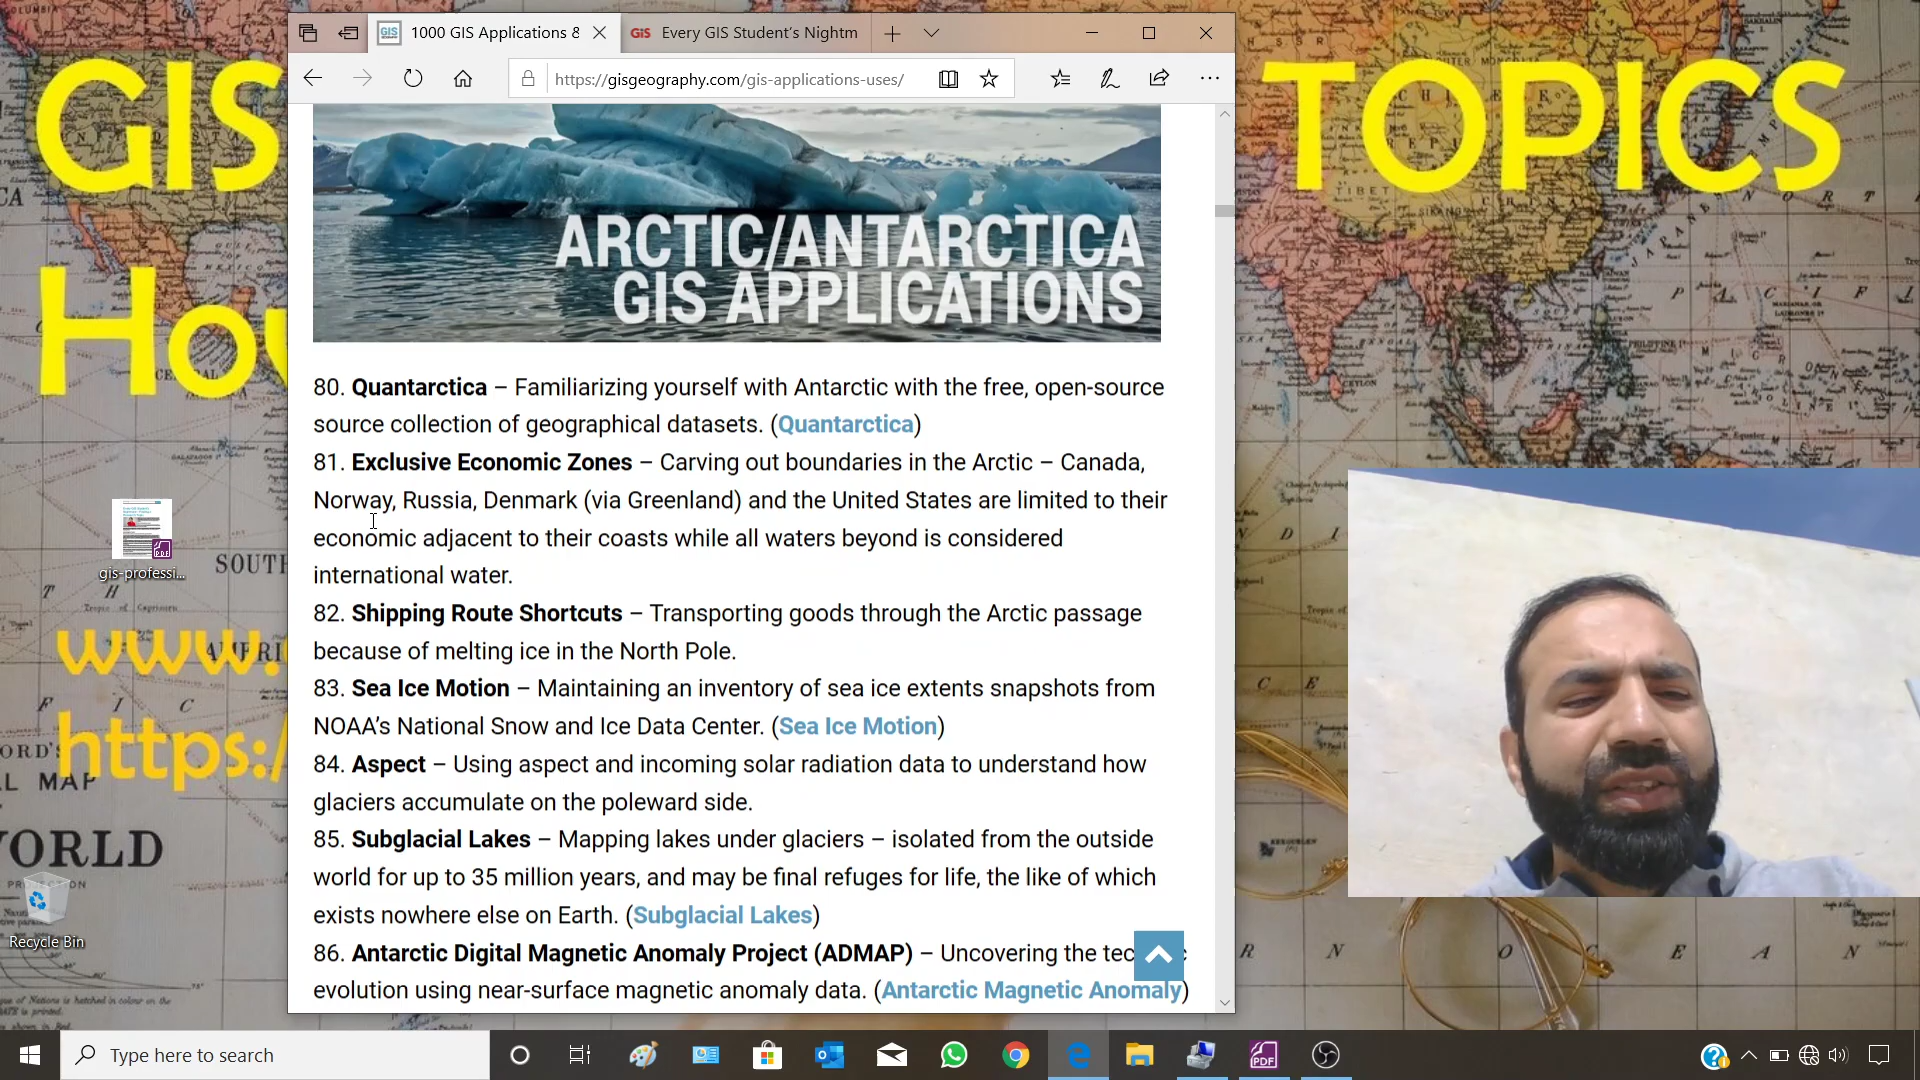 1000 GIS Applications &
GIS Every GIS Student's Nightm
https://gisgeography.com/gis-applications-uses/
GIS
TOPICS
ARCTIC/ANTARCTICA
GIS APPLICATIONS
80. Quantarctica – Familiarizing yourself with Antarctic with the free, open-source
source collection of geographical datasets. (Quantarctica)
81. Exclusive Economic Zones – Carving out boundaries in the Arctic – Canada,
Norway, Russia, Denmark (via Greenland) and the United States are limited to their
economic adjacent to their coasts while all waters beyond is considered
international water.
82. Shipping Route Shortcuts – Transporting goods through the Arctic passage
because of melting ice in the North Pole.
83. Sea Ice Motion – Maintaining an inventory of sea ice extents snapshots from
NOAA's National Snow and Ice Data Center. (Sea Ice Motion)
84. Aspect – Using aspect and incoming solar radiation data to understand how
glaciers accumulate on the poleward side.
85. Subglacial Lakes – Mapping lakes under glaciers – isolated from the outside
world for up to 35 million years, and may be final refuges for life, the like of which
exists nowhere else on Earth. (Subglacial Lakes)
86. Antarctic Digital Magnetic Anomaly Project (ADMAP) – Uncovering the tec
evolution using near-surface magnetic anomaly data. (Antarctic Magnetic Anomaly)
gis-professi...
PDF
www.
https:/
WORLD
Recycle Bin
Type here to search